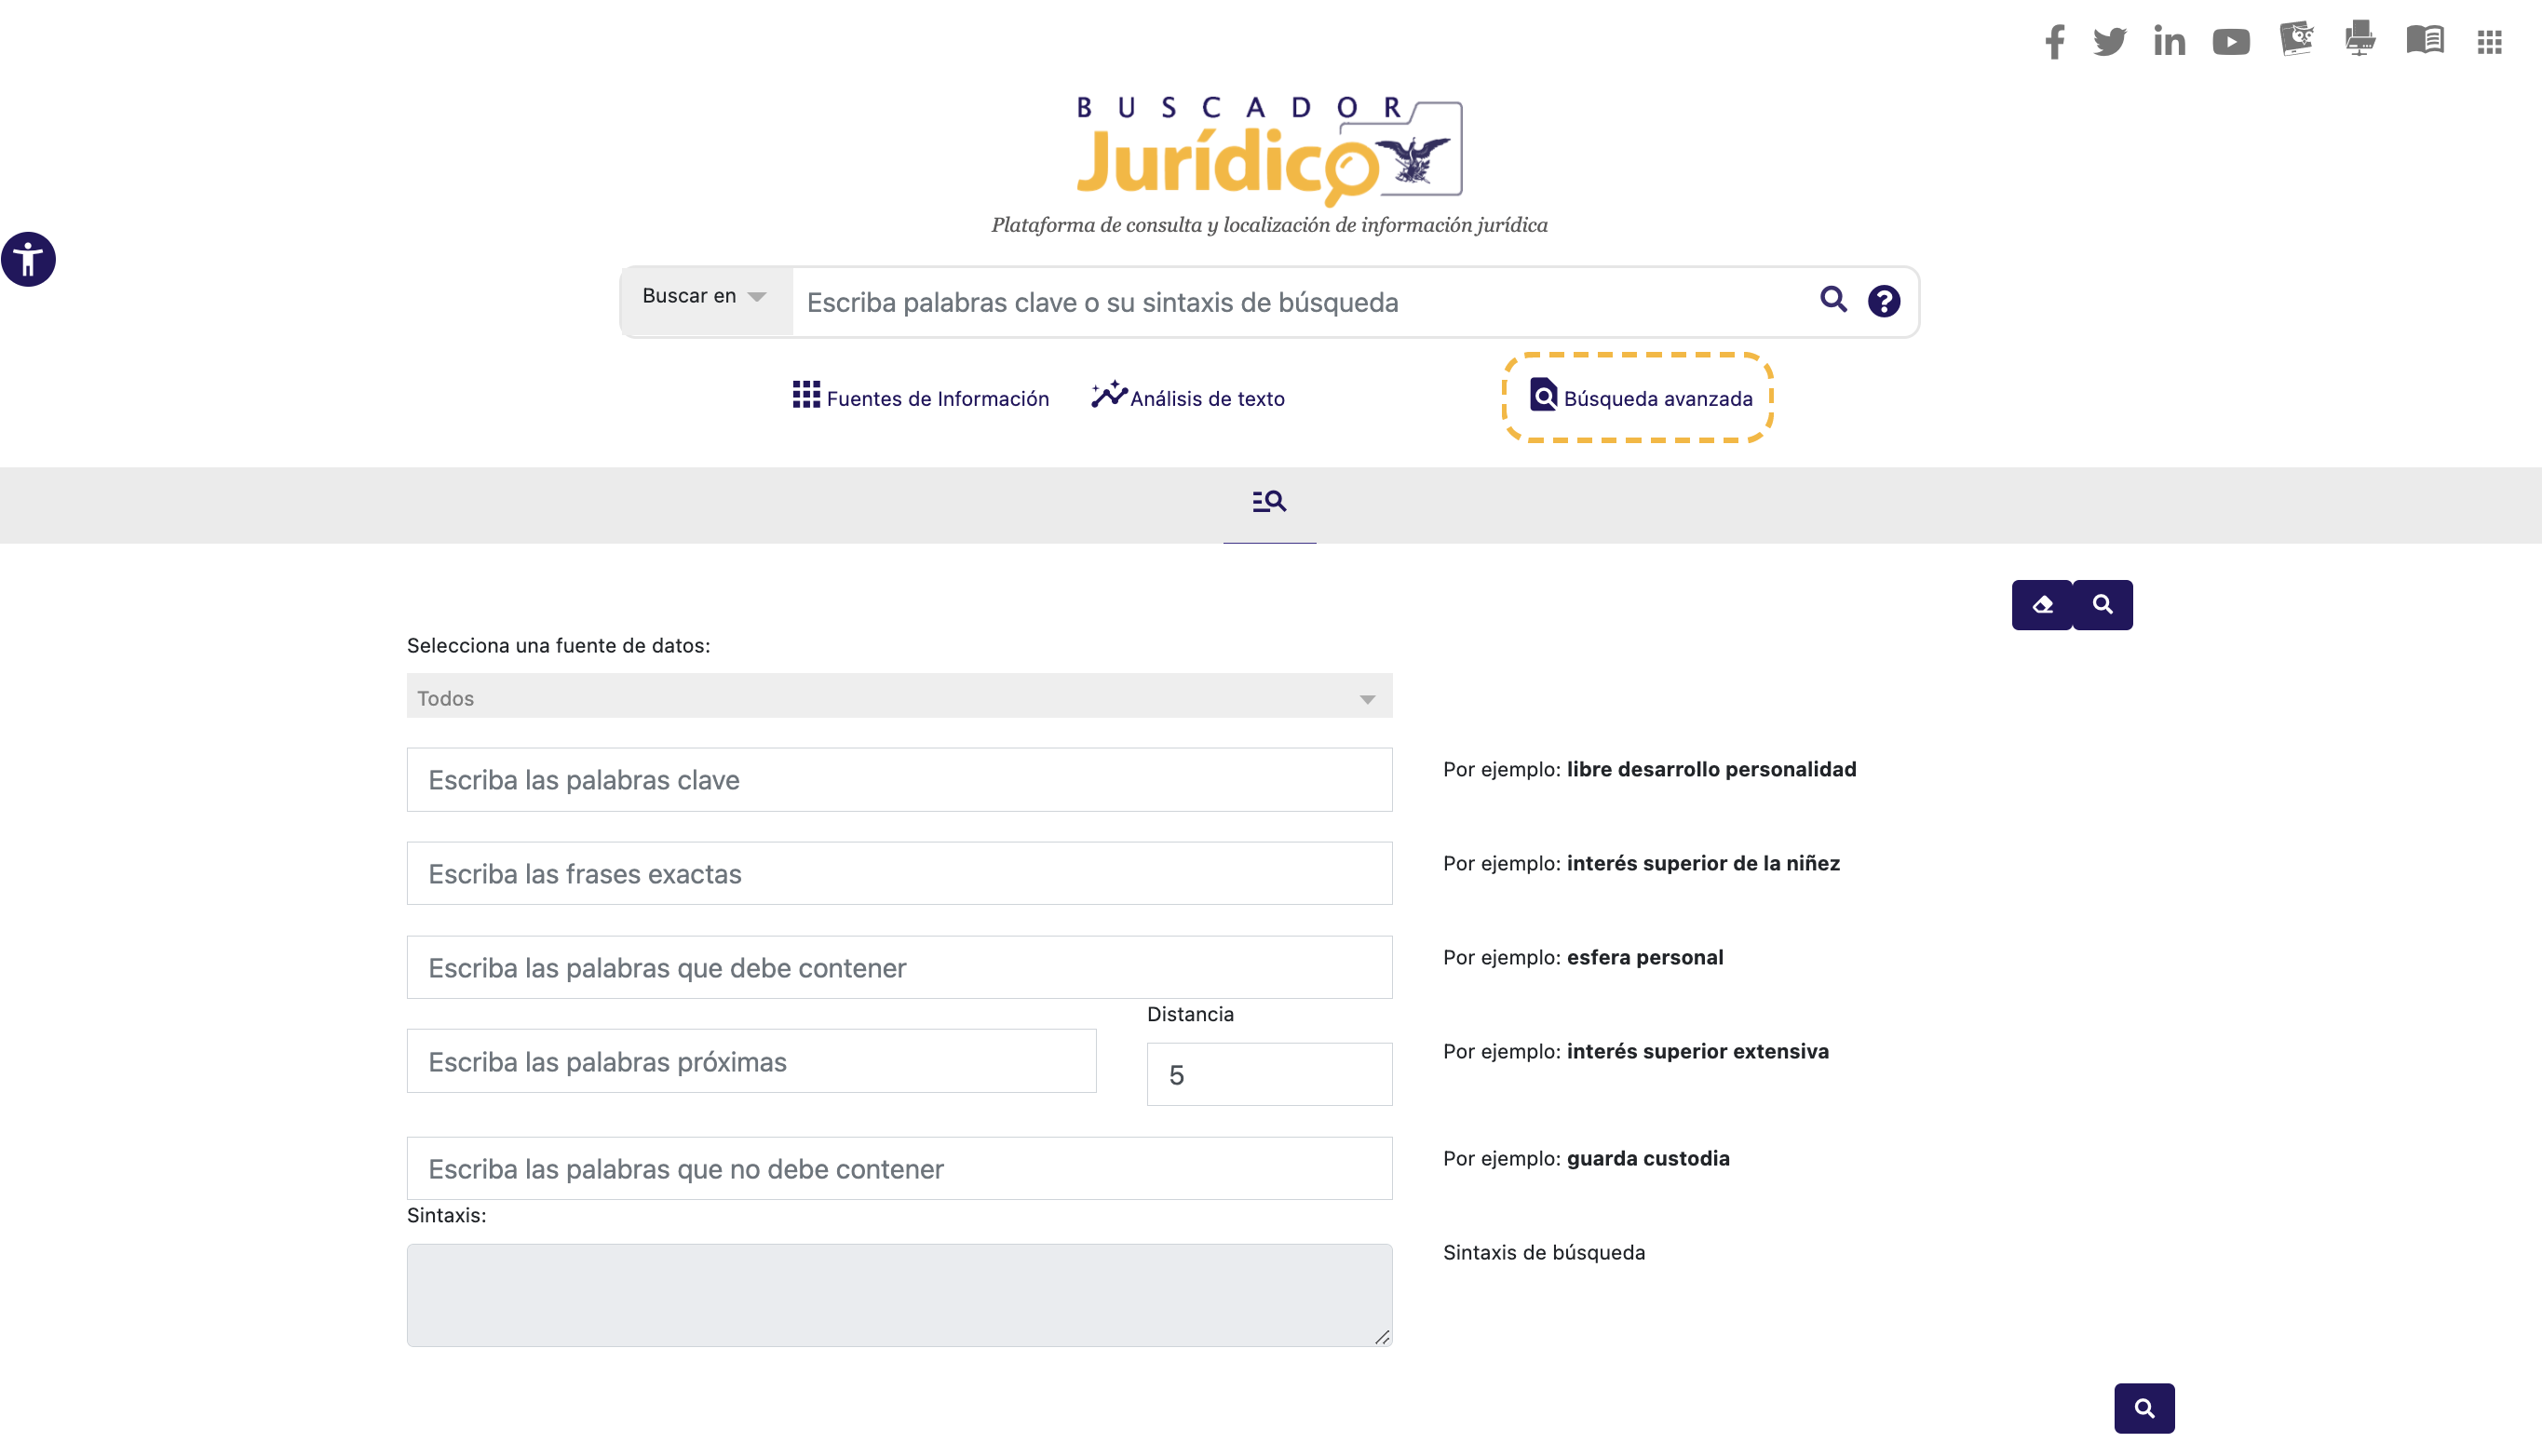 BUSCADOR
Jurídico
Plataforma de consulta y localización de información jurídica
Buscar en
Escriba palabras clave o su sintaxis de búsqueda
Fuentes de Información
Análisis de texto
Búsqueda avanzada
Selecciona una fuente de datos:
Todos
Escriba las palabras clave
Por ejemplo: libre desarrollo personalidad
Escriba las frases exactas
Por ejemplo: interés superior de la niñez
Escriba las palabras que debe contener
Por ejemplo: esfera personal
Distancia
Escriba las palabras próximas
5
Por ejemplo: interés superior extensiva
Escriba las palabras que no debe contener
Por ejemplo: guarda custodia
Sintaxis:
Sintaxis de búsqueda